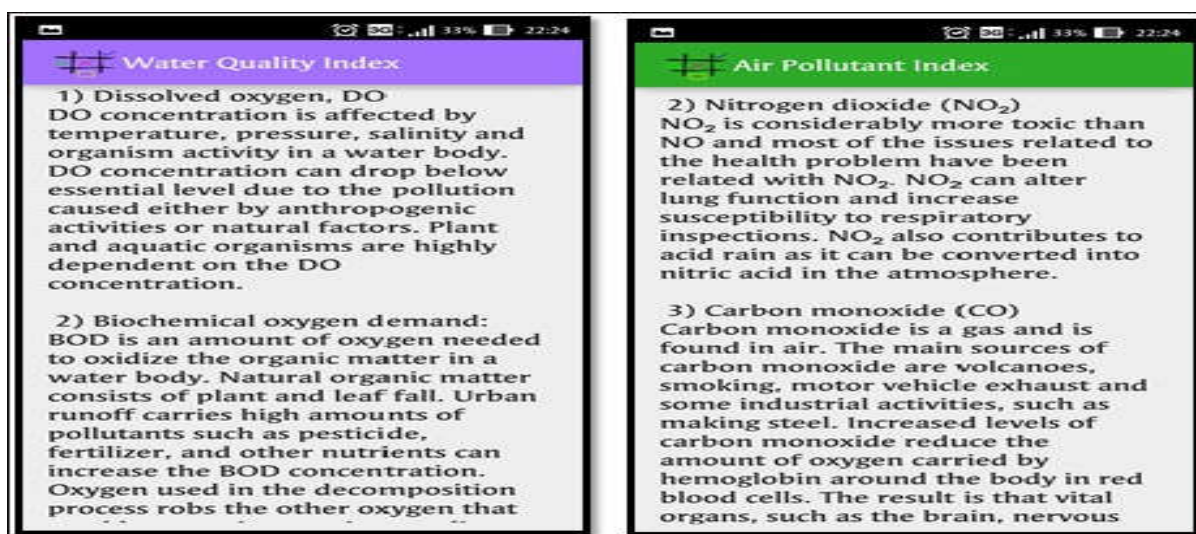 33% 22:24
Water Quality Index
1) Dissolved oxygen, DO
DO concentration is affected by
temperature, pressure, salinity and
organism activity in a water body.
DO concentration can drop below
essential level due to the pollution
caused either by anthropogenic
activities or natural factors. Plant
and aquatic organisms are highly
dependent on the DO
concentration.
2) Biochemical oxygen demand:
BOD is an amount of oxygen needed
to oxidize the organic matter in a
water body. Natural organic matter
consists of plant and leaf fall. Urban
runoff carries high amounts of
pollutants such as pesticide,
fertilizer, and other nutrients can
increase the BOD concentration.
Oxygen used in the decomposition
process robs the other oxygen that
33% 22:24
Air Pollutant Index
2) Nitrogen dioxide (NO₂)
NO₂ is considerably more toxic than
NO and most of the issues related to
the health problem have been
related with NO₂. NO₂ can alter
lung function and increase
susceptibility to respiratory
inspections. NO₂ also contributes to
acid rain as it can be converted into
nitric acid in the atmosphere.
3) Carbon monoxide (CO)
Carbon monoxide is a gas and is
found in air. The main sources of
carbon monoxide are volcanoes,
smoking, motor vehicle exhaust and
some industrial activities, such as
making steel. Increased levels of
carbon monoxide reduce the
amount of oxygen carried by
hemoglobin around the body in red
blood cells. The result is that vital
organs, such as the brain, nervous